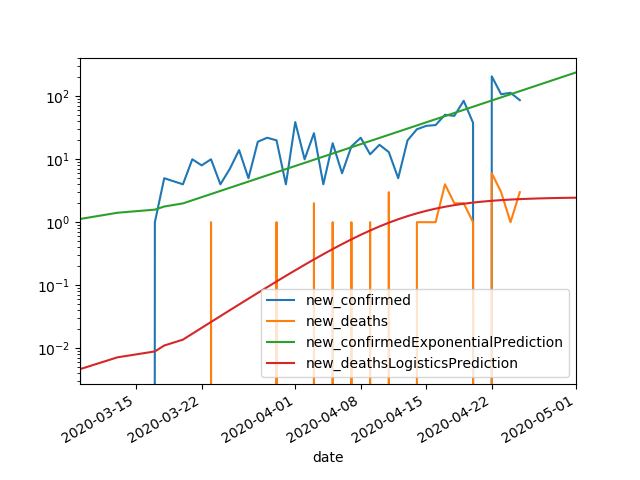 10²
10¹
10⁰
10⁻¹
10⁻²
new_confirmed
new_deaths
new_confirmedExponentialPrediction
new_deathsLogisticsPrediction
2020-03-15
2020-03-22
2020-04-01
2020-04-08
2020-04-15
2020-04-22
2020-05-01
date